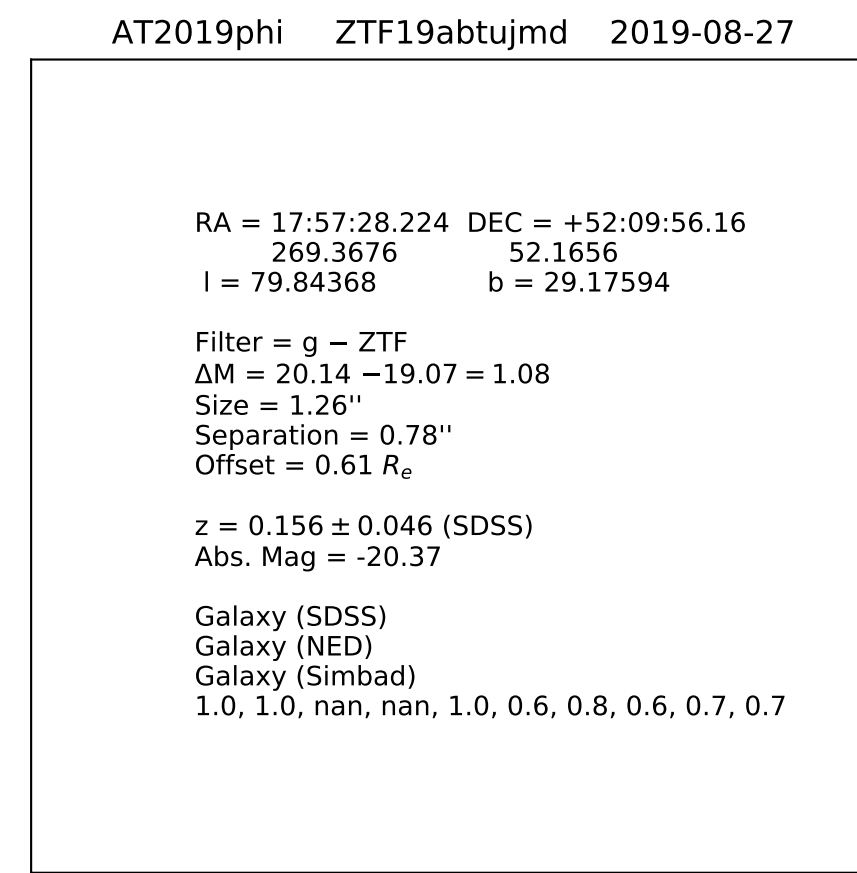 AT2019phi ZTF19abtujmd 2019-08-27
RA = 17:57:28.224 DEC = +52:09:56.16
269.3676 52.1656
l = 79.84368 b = 29.17594
Filter = g − ZTF
ΔM = 20.14 −19.07 = 1.08
Size = 1.26''
Separation = 0.78''
Offset = 0.61 Rₑ
z = 0.156 ± 0.046 (SDSS)
Abs. Mag = -20.37
Galaxy (SDSS)
Galaxy (NED)
Galaxy (Simbad)
1.0, 1.0, nan, nan, 1.0, 0.6, 0.8, 0.6, 0.7, 0.7